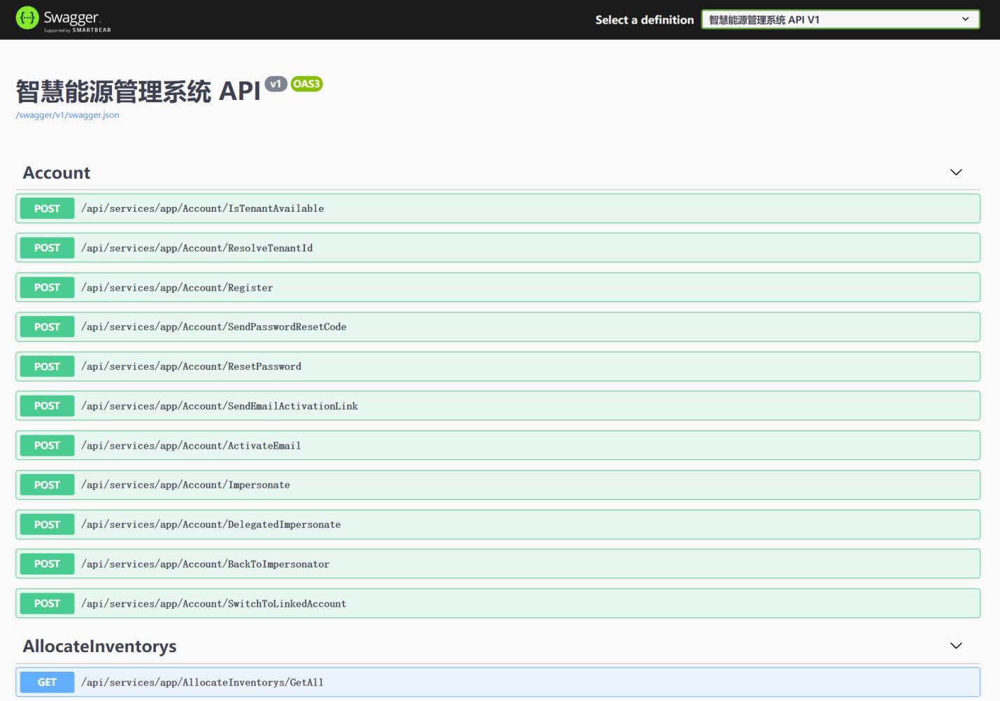 Swagger
Supported by SMARTBEAR
Select a definition
智慧能源管理系统 API V1
智慧能源管理系统 API v1 OAS3
/swagger/v1/swagger.json
Account
POST /api/services/app/Account/IsTenantAvailable
POST /api/services/app/Account/ResolveTenantId
POST /api/services/app/Account/Register
POST /api/services/app/Account/SendPasswordResetCode
POST /api/services/app/Account/ResetPassword
POST /api/services/app/Account/SendEmailActivationLink
POST /api/services/app/Account/ActivateEmail
POST /api/services/app/Account/Impersonate
POST /api/services/app/Account/DelegatedImpersonate
POST /api/services/app/Account/BackToImpersonator
POST /api/services/app/Account/SwitchToLinkedAccount
AllocateInventorys
GET /api/services/app/AllocateInventorys/GetAll